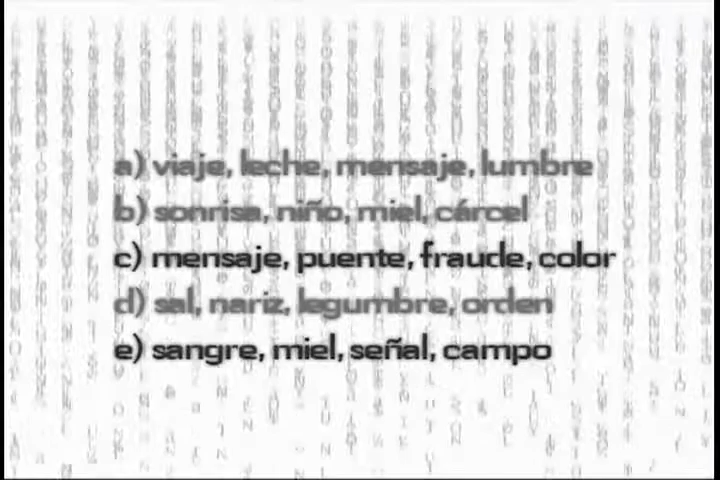 a) viaje, leche, mensaje, lumbre
b) sonrisa, niño, miel, cárcel
c) mensaje, puente, fraude, color
d) sal, nariz, legumbre, orden
e) sangre, miel, señal, campo